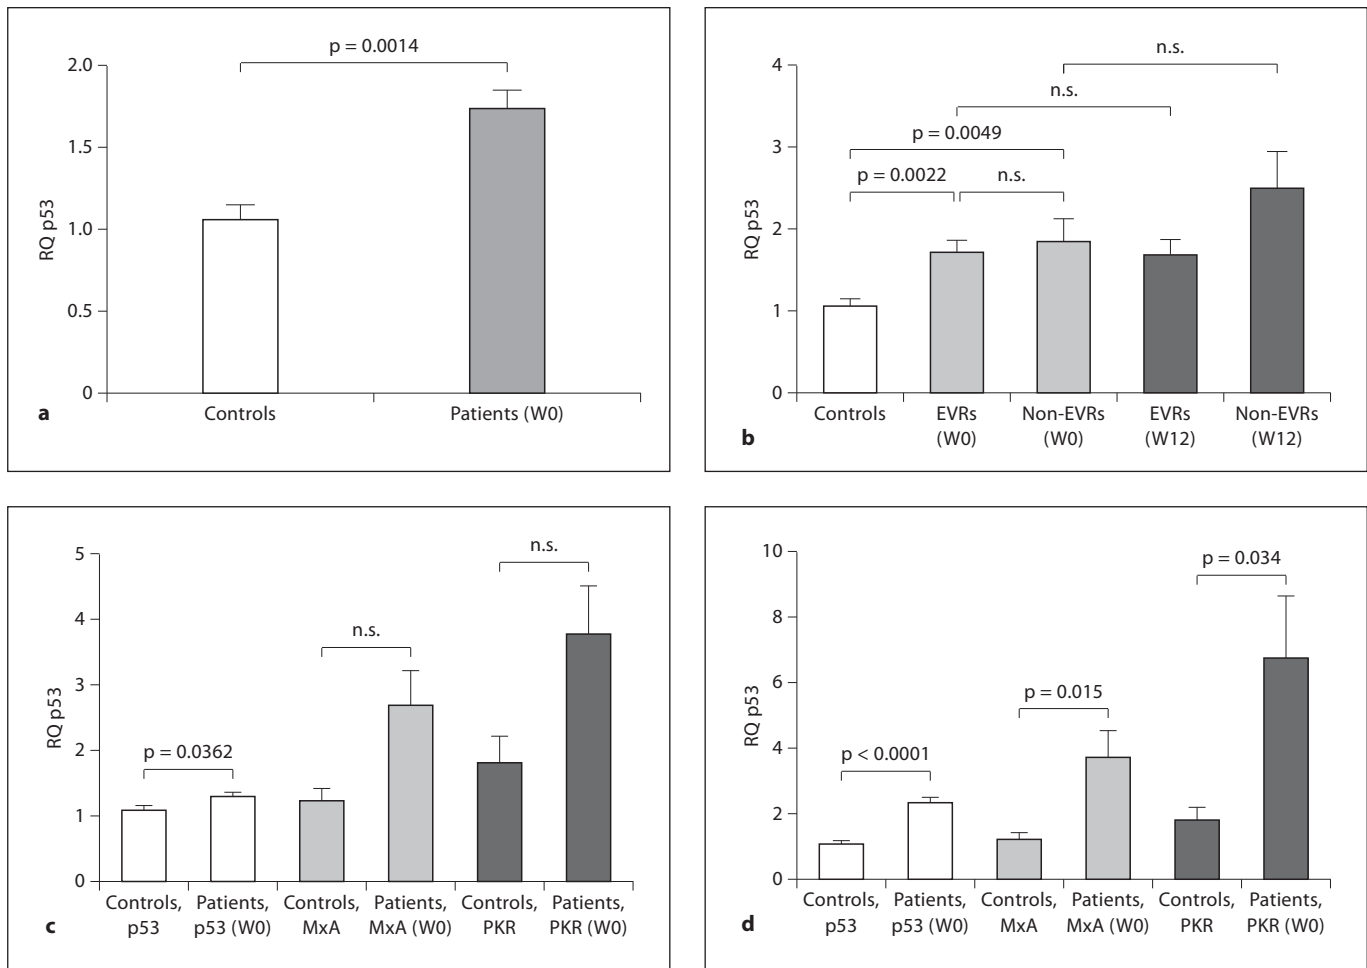 p = 0.0014
2.0
1.5
1.0
0.5
0
RQ p53
Controls
Patients (W0)
a
n.s.
n.s.
p = 0.0049
p = 0.0022
n.s.
4
3
2
1
0
RQ p53
Controls
EVRs
(W0)
Non-EVRs
(W0)
EVRs
(W12)
Non-EVRs
(W12)
b
n.s.
n.s.
p = 0.0362
5
4
3
2
1
0
RQ p53
Controls,
p53
Patients,
p53 (W0)
Controls,
MxA
Patients,
MxA (W0)
Controls,
PKR
Patients,
PKR (W0)
c
p = 0.034
p = 0.015
p < 0.0001
10
8
6
4
2
0
RQ p53
Controls,
p53
Patients,
p53 (W0)
Controls,
MxA
Patients,
MxA (W0)
Controls,
PKR
Patients,
PKR (W0)
d